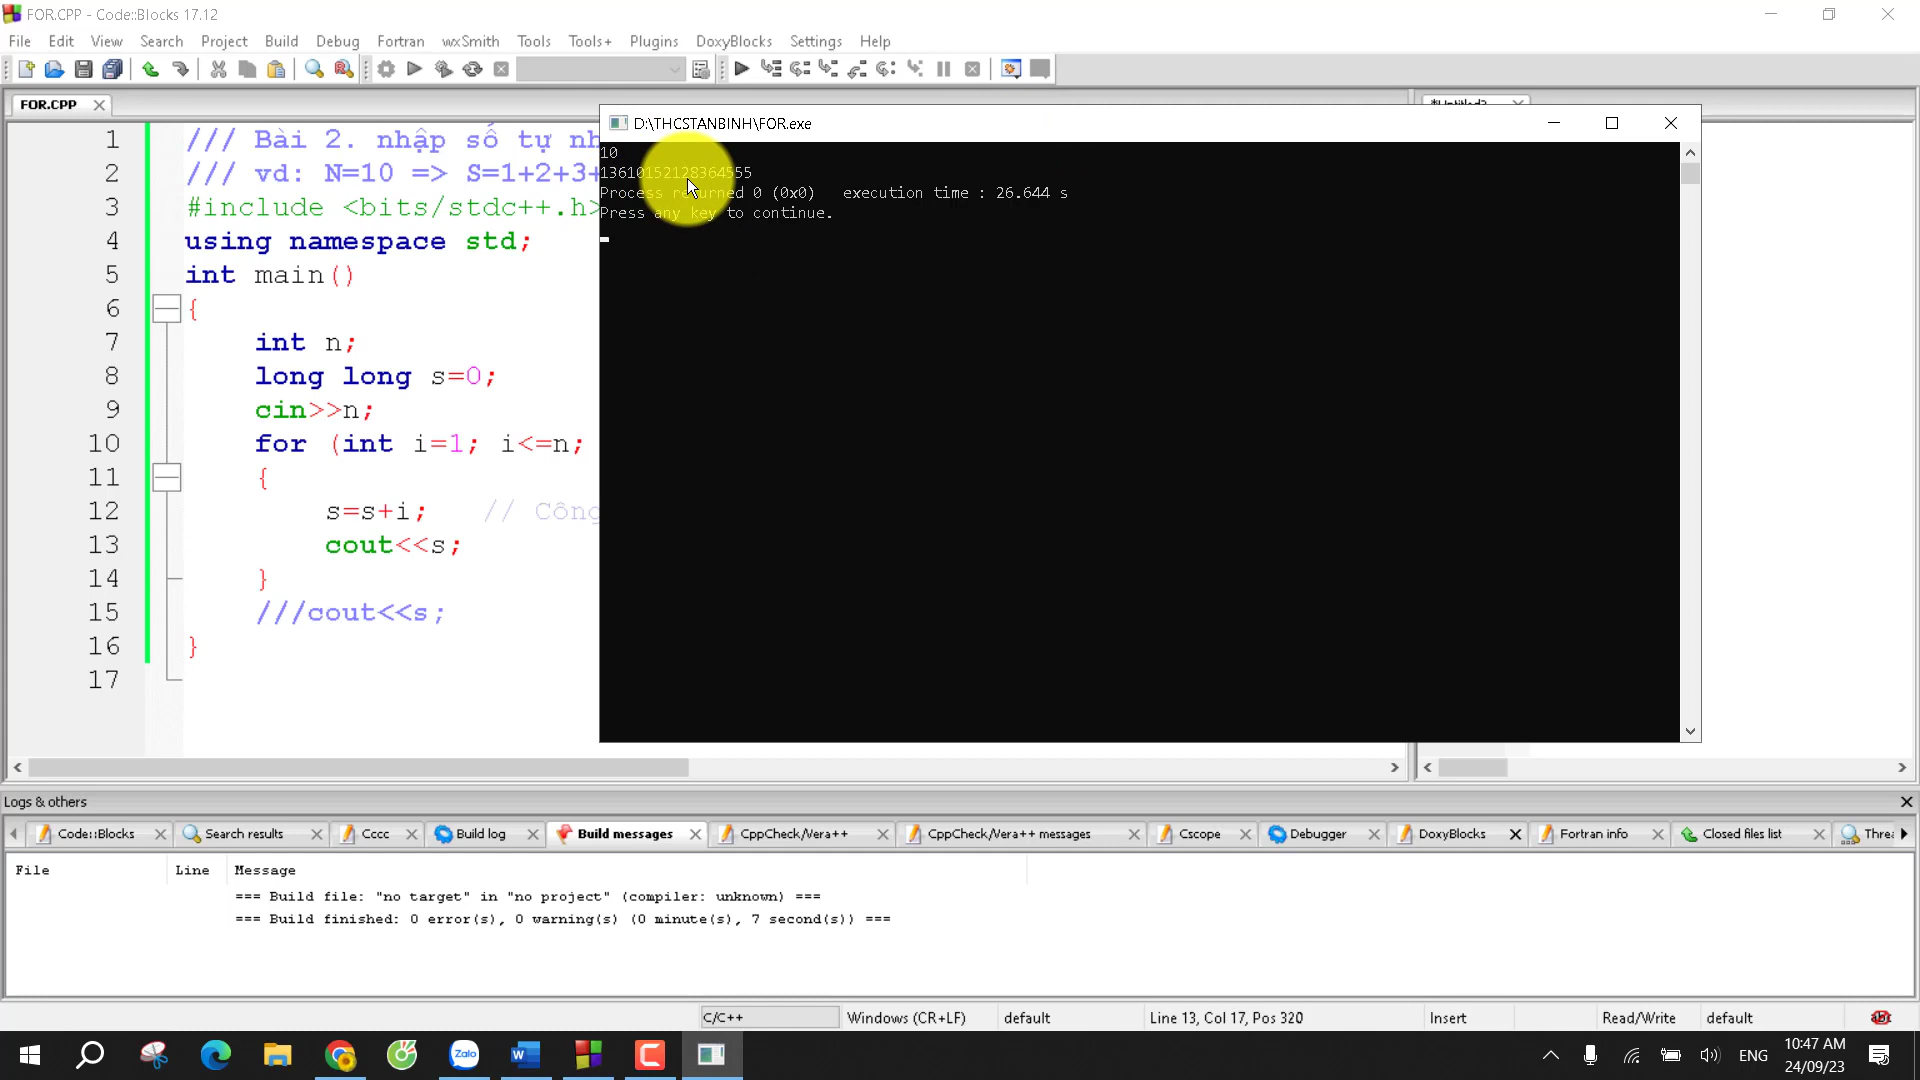 FOR.CPP - Code::Blocks 17.12
File Edit View Search Project Build Debug Fortran wxSmith Tools Tools+ Plugins DoxyBlocks Settings Help
FOR.CPP
D:\THCSTANBINH\FOR.exe
10
13610152128364555
Process returned 0 (0x0) execution time : 26.644 s
Press any key to continue.
1 /// Bài 2. nhập số tự nh
2 /// vd: N=10 => S=1+2+3+
3 #include <bits/stdc++.h>
4 using namespace std;
5 int main()
6 {
7 int n;
8 long long s=0;
9 cin>>n;
10 for (int i=1; i<=n;
11 {
12 s=s+i; // Công
13 cout<<s;
14 }
15 ///cout<<s;
16 }
17
Logs & others
Code::Blocks Search results Cccc Build log Build messages CppCheck/Vera++ CppCheck/Vera++ messages Cscope Debugger DoxyBlocks Fortran info Closed files list Threa
File Line Message
=== Build file: "no target" in "no project" (compiler: unknown) ===
=== Build finished: 0 error(s), 0 warning(s) (0 minute(s), 7 second(s)) ===
C/C++ Windows (CR+LF) default Line 13, Col 17, Pos 320 Insert Read/Write default
Zalo ENG 10:47 AM
24/09/23